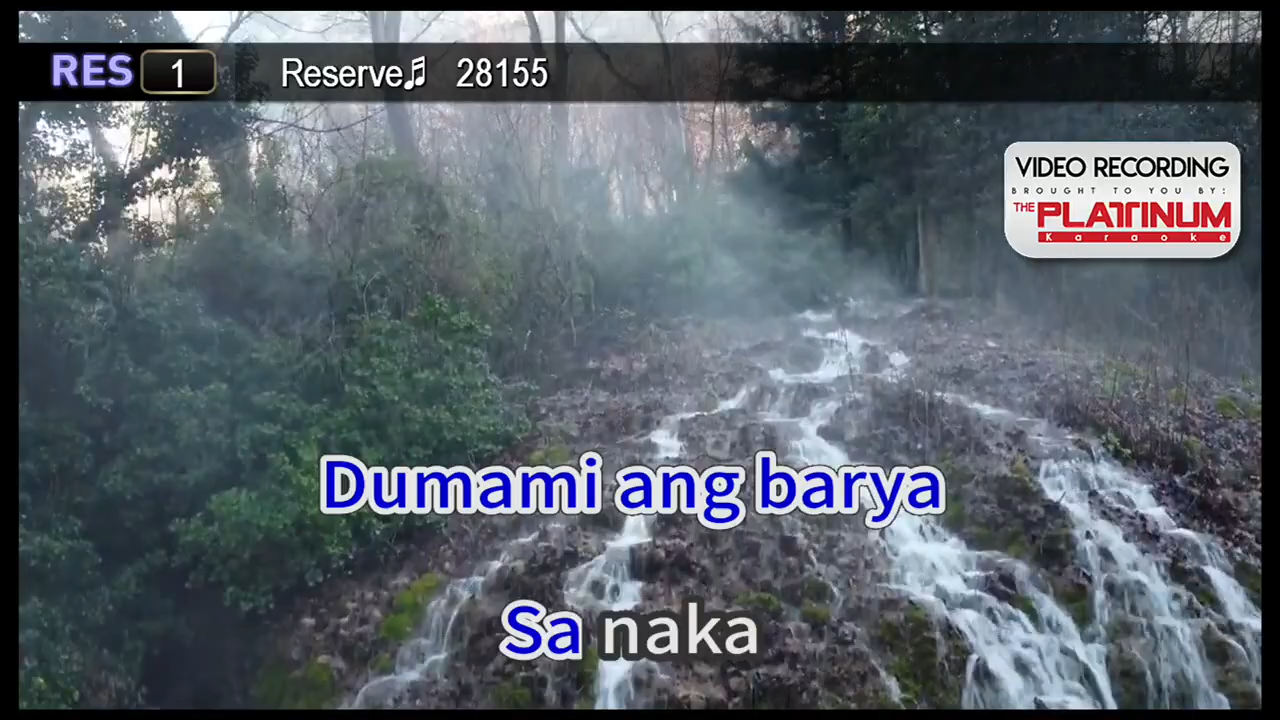 RES 1 Reserve♫ 28155
VIDEO RECORDING
BROUGHT TO YOU BY:
THE PLATINUM
Karaoke
Dumami ang barya
Sa naka